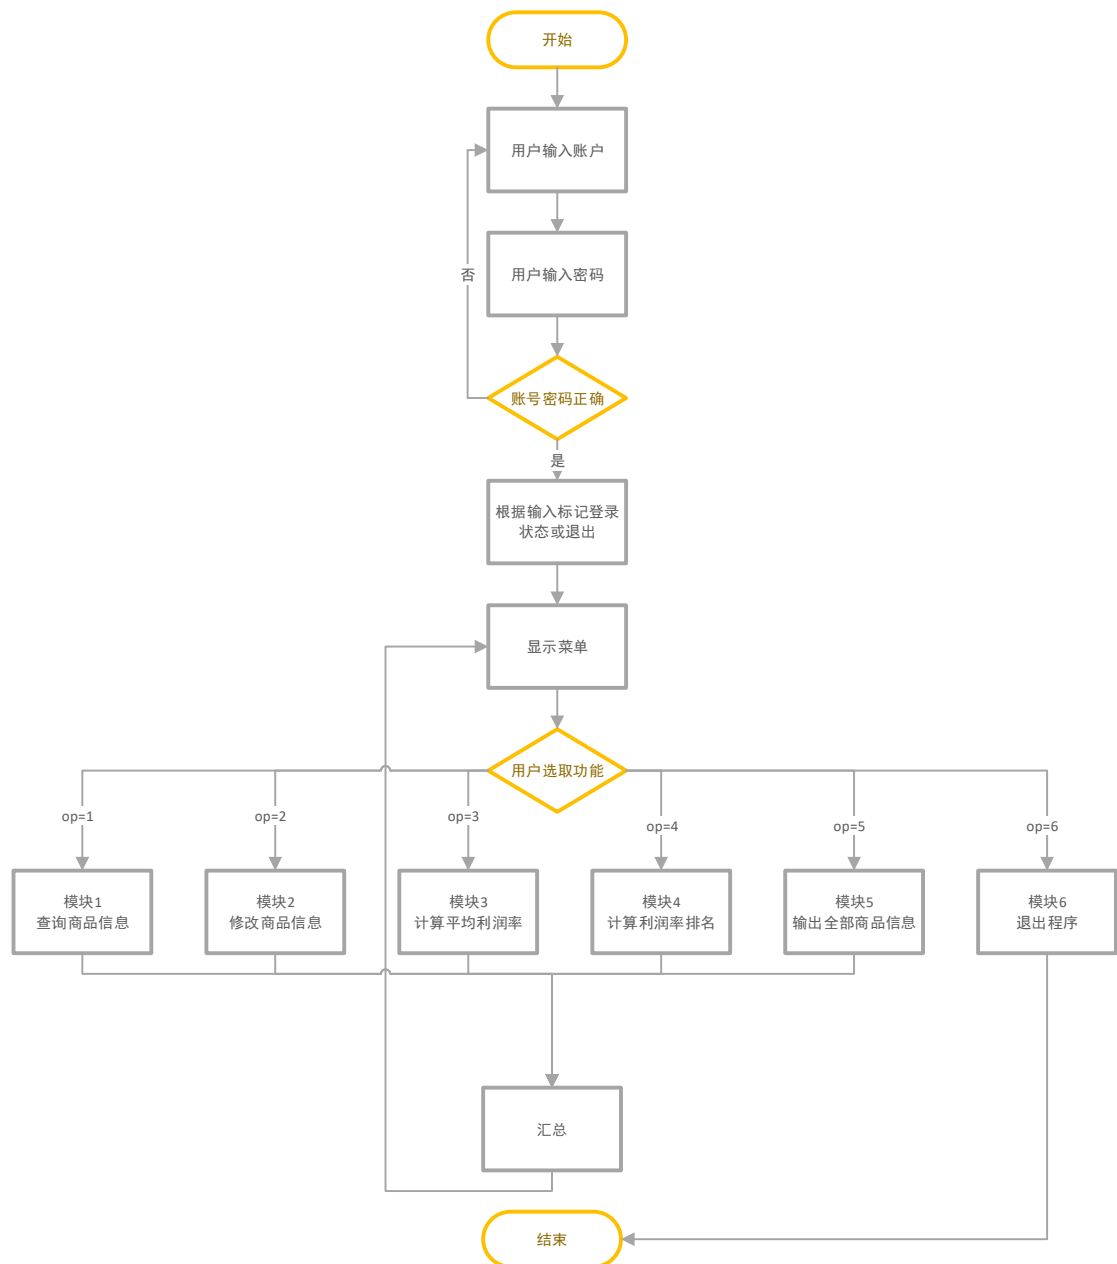 开始
用户输入账户
用户输入密码
否
账号密码正确
是
根据输入标记登录
状态或退出
显示菜单
用户选取功能
op=1
op=2
op=3
op=4
op=5
op=6
模块1
查询商品信息
模块2
修改商品信息
模块3
计算平均利润率
模块4
计算利润率排名
模块5
输出全部商品信息
模块6
退出程序
汇总
结束